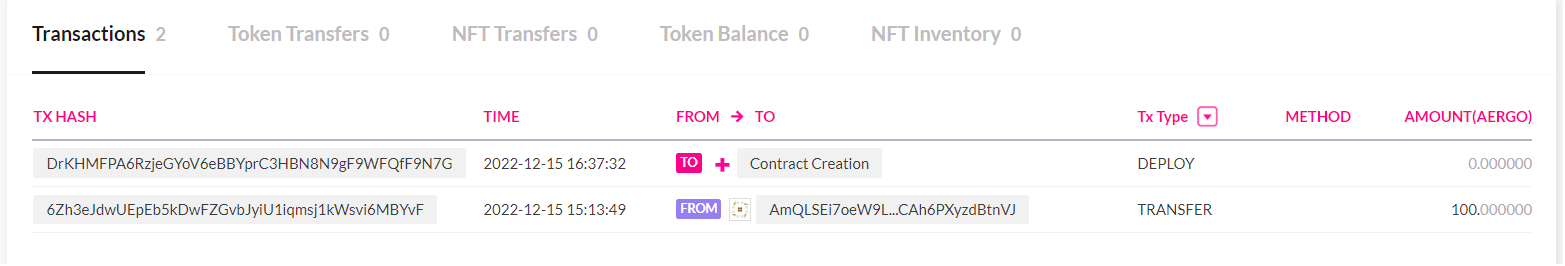 Transactions 2 Token Transfers 0 NFT Transfers 0 Token Balance 0 NFT Inventory 0
TX HASH TIME FROM → TO Tx Type METHOD AMOUNT(AERGO)
DrKHMFPA6RzjeGYoV6eBBYprC3HBN8N9gF9WFQfF9N7G 2022-12-15 16:37:32 TO + Contract Creation DEPLOY 0.000000
6Zh3eJdwUEpEb5kDwFZGvbJyiU1iqmsj1kWsvi6MBYvF 2022-12-15 15:13:49 FROM AmQLSEi7oeW9L...CAh6PXyzdBtnVJ TRANSFER 100.000000